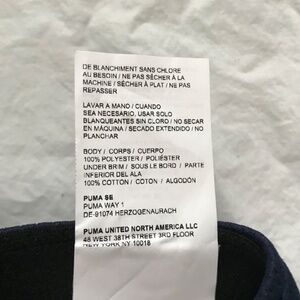 DE BLANCHIMENT SANS CHLORE
AU BESOIN / NE PAS SÉCHER À LA
MACHINE / SÉCHER À PLAT / NE PAS
REPASSER
LAVAR A MANO / CUANDO
SEA NECESARIO, USAR SOLO
BLANQUEANTES SIN CLORO / NO SECAR
EN MÁQUINA / SECADO EXTENDIDO / NO
PLANCHAR
BODY / CORPS / CUERPO
100% POLYESTER / POLIÉSTER
UNDER BRIM / SOUS LE BORD / PARTE
INFERIOR DEL ALA
100% COTTON / COTON / ALGODÓN
PUMA SE
PUMA WAY 1
DE-91074 HERZOGENAURACH
PUMA UNITED NORTH AMERICA LLC
48 WEST 38TH STREET 3RD FLOOR
NEW YORK NY 10018